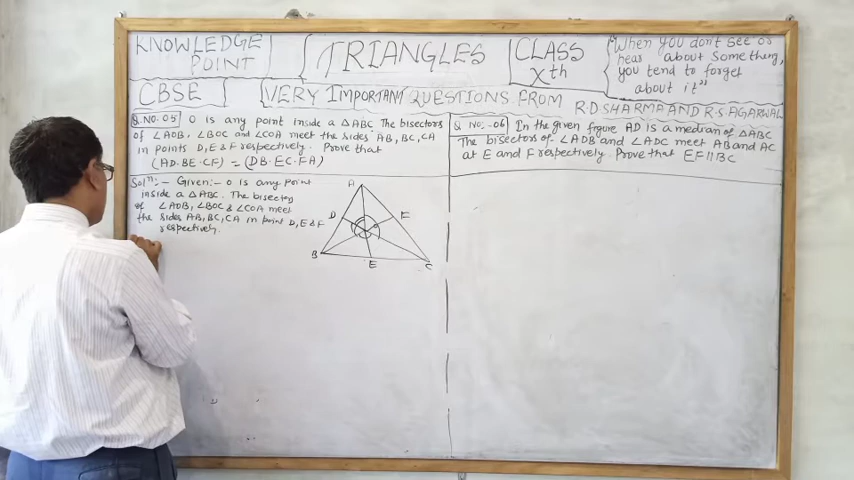 KNOWLEDGE
POINT
TRIANGLES
CLASS
Xth
"When you don't see or
hear about something,
you tend to forget
about it"
CBSE
VERY IMPORTANT QUESTIONS FROM R.D SHARMA AND R.S AGARWAL
Q.NO.05 O is any point inside a △ABC The bisectors
of ∠AOB, ∠BOC and ∠COA meet the sides AB, BC, CA
in points D, E & F respectively. Prove that
(AD·BE·CF) = (DB·EC·FA)
Solⁿ:- Given:- O is any point
inside a △ABC. The bisectors
of ∠AOB, ∠BOC & ∠COA meet
the sides AB, BC, CA in point D, E & F
respectively.
A
D
F
O
B
E
C
Q NO:-06 In the given figure AD is a median of △ABC
The bisectors of ∠ADB and ∠ADC meet AB and AC
at E and F respectively. Prove that EF||BC